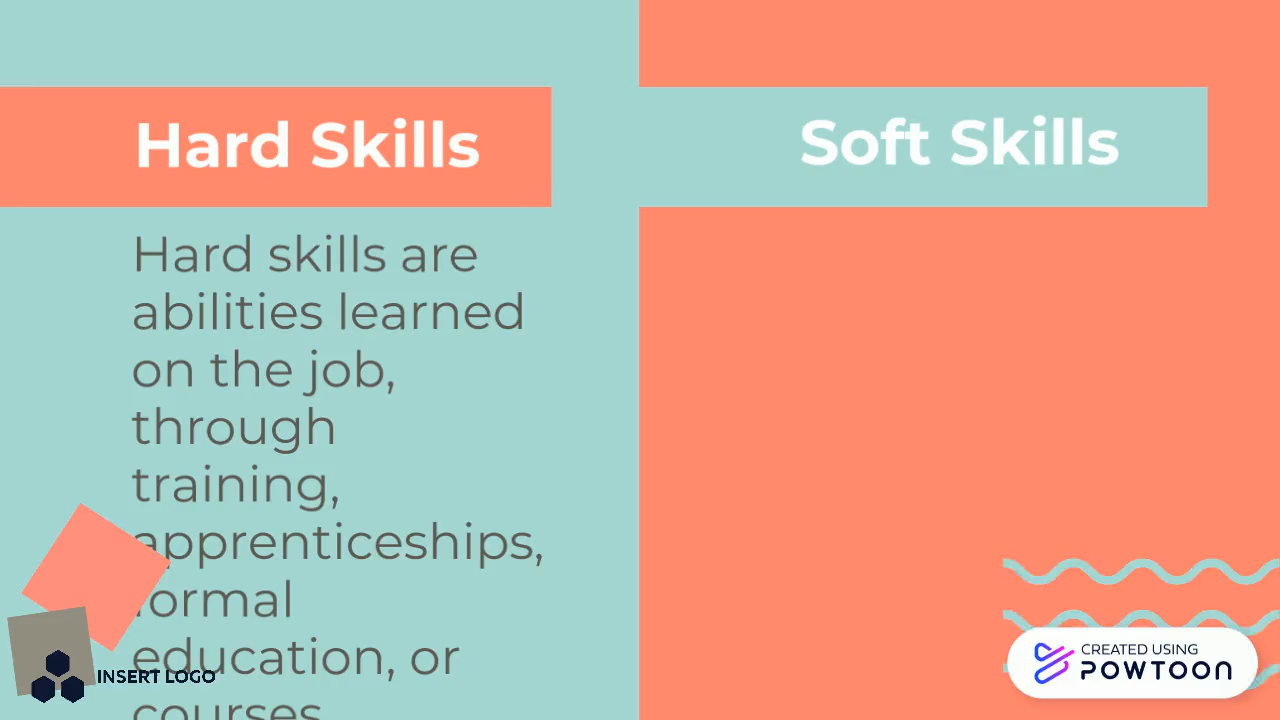 Hard Skills
Hard skills are
abilities learned
on the job,
through
training,
apprenticeships,
formal
education, or
courses
INSERT LOGO
Soft Skills
CREATED USING
POWTOON